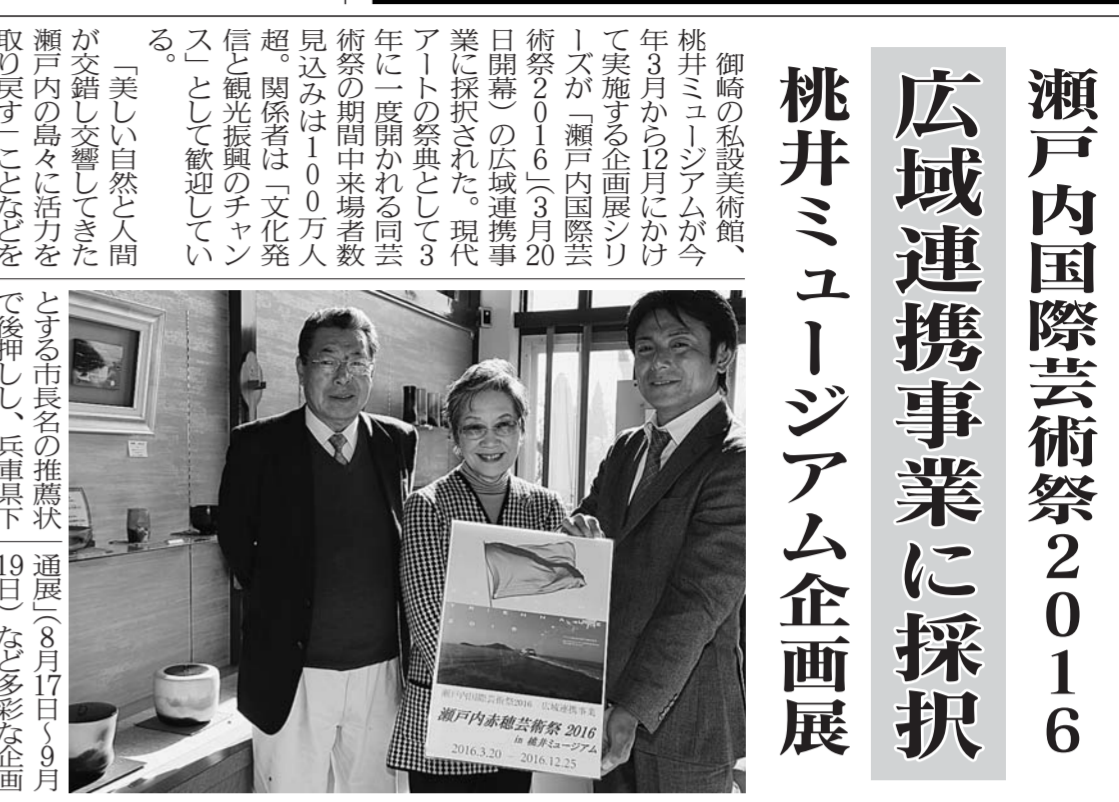 瀬戸内国際芸術祭2016
広域連携事業に採択
桃井ミュージアム企画展
御崎の私設美術館、
桃井ミュージアムが今
年3月から12月にかけ
て実施する企画展シリ
ーズが「瀬戸内国際芸
術祭2016」(3月20
日開幕)の広域連携事
業に採択された。現代
アートの祭典として3
年に一度開かれる同芸
術祭の期間中来場者数
見込みは100万人
超。関係者は「文化発
信と観光振興のチャン
ス」として歓迎してい
る。
「美しい自然と人間
が交錯し交響してきた
瀬戸内の島々に活力を
取り戻す」ことなどを
とする市長名の推薦状
で後押しし、兵庫県下
通展」(8月17日〜9月
19日)など多彩な企画
瀬戸内国際芸術祭2016 広域連携事業
瀬戸内赤穂芸術祭 2016
in 桃井ミュージアム
2016.3.20 – 2016.12.25